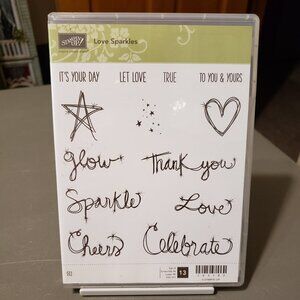 STAMPIN' UP!
Love Sparkles
IT'S YOUR DAY LET LOVE TRUE TO YOU & YOURS
Glow Thank you
Sparkle Love
Cheers Celebrate
13